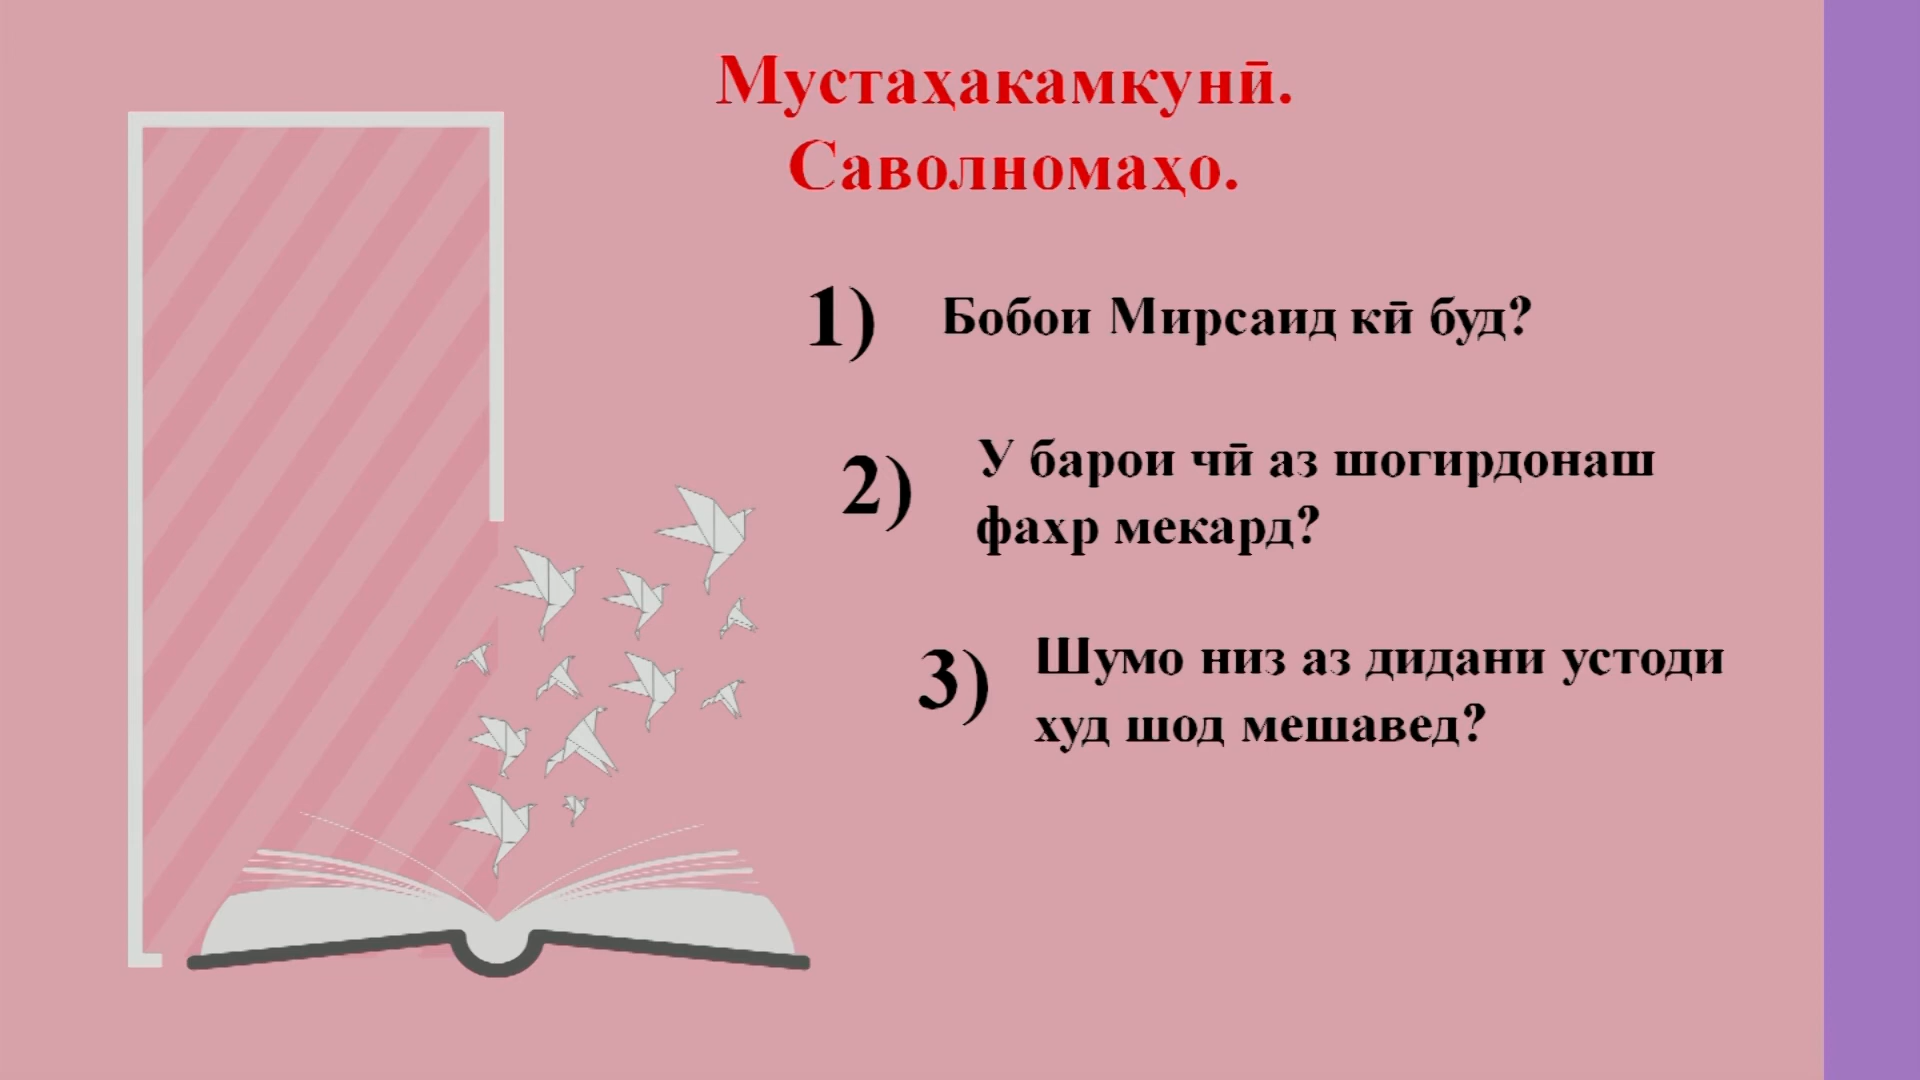 Мустаҳакамкунӣ.
Саволномаҳо.
1) Бобои Мирсаид кӣ буд?
2) У барои чӣ аз шогирдонаш
фахр мекард?
3) Шумо низ аз дидани устоди
худ шод мешавед?